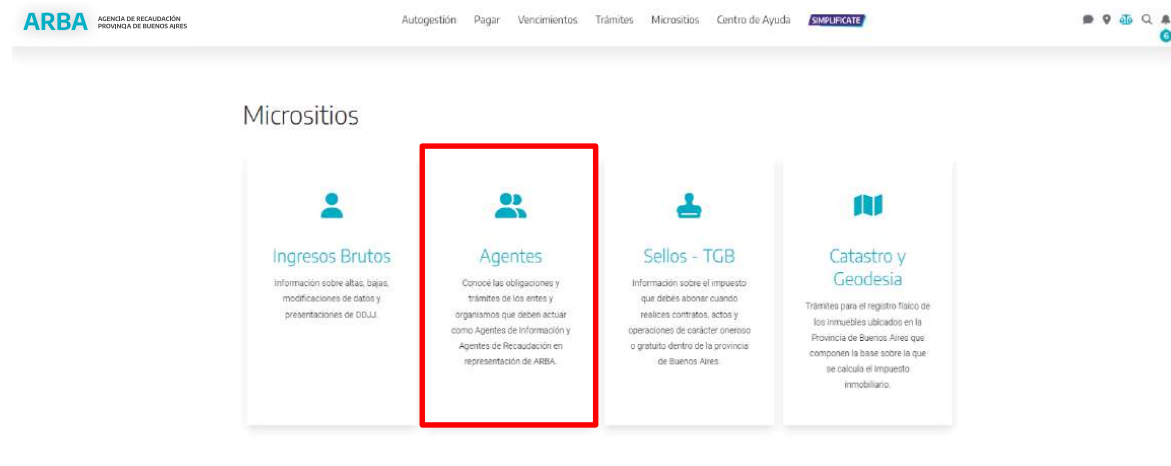 ARBA AGENCIA DE RECAUDACIÓN
PROVINCIA DE BUENOS AIRES
Autogestión Pagar Vencimientos Trámites Micrositios Centro de Ayuda SIMPLIFICATE
6
Micrositios
Ingresos Brutos
Información sobre altas, bajas,
modificaciones de datos y
presentaciones de DDJJ.
Agentes
Conocé las obligaciones y
trámites de los entes y
organismos que deben actuar
como Agentes de Información y
Agentes de Recaudación en
representación de ARBA.
Sellos - TGB
Información sobre el impuesto
que debés abonar cuando
realices contratos, actos y
operaciones de carácter oneroso
o gratuito dentro de la provincia
de Buenos Aires.
Catastro y
Geodesia
Trámites para el registro físico de
los inmuebles ubicados en la
Provincia de Buenos Aires que
componen la base sobre la que
se calcula el impuesto
inmobiliario.